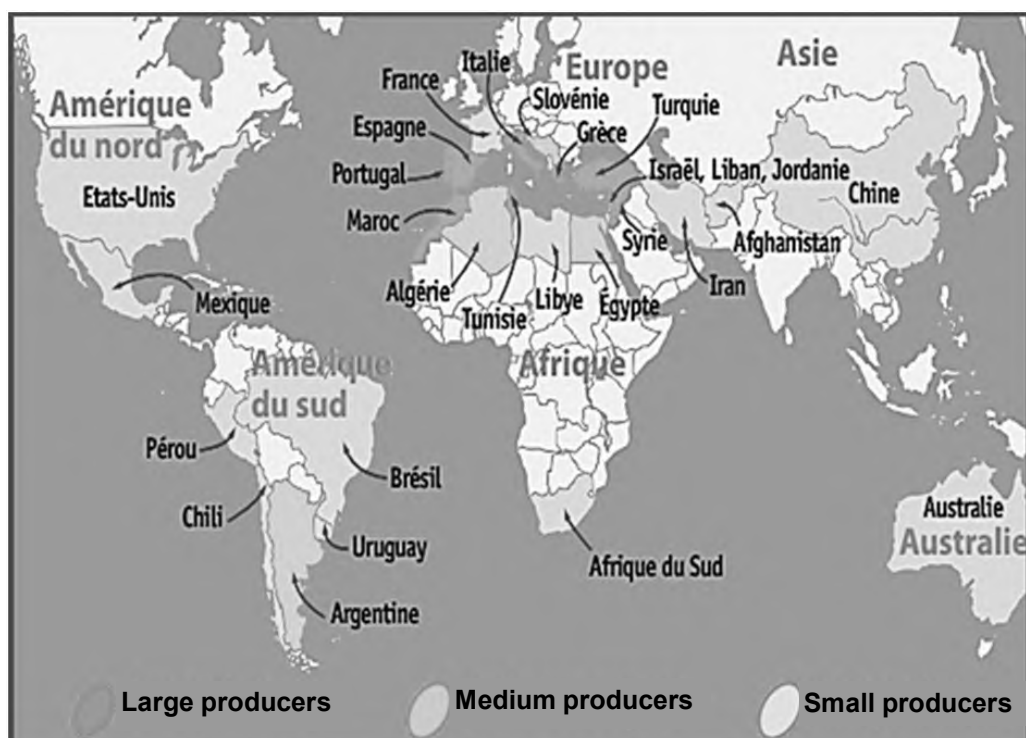 Italie
Europe
Asie
France
Slovénie
Turquie
Amérique
du nord
Espagne
Grèce
Portugal
Israël, Liban, Jordanie
Etats-Unis
Chine
Maroc
Syrie
Afghanistan
Mexique
Algérie
Tunisie
Libye
Égypte
Iran
Amérique
du sud
Afrique
Pérou
Brésil
Chili
Uruguay
Afrique du Sud
Australie
Australie
Argentine
Large producers
Medium producers
Small producers